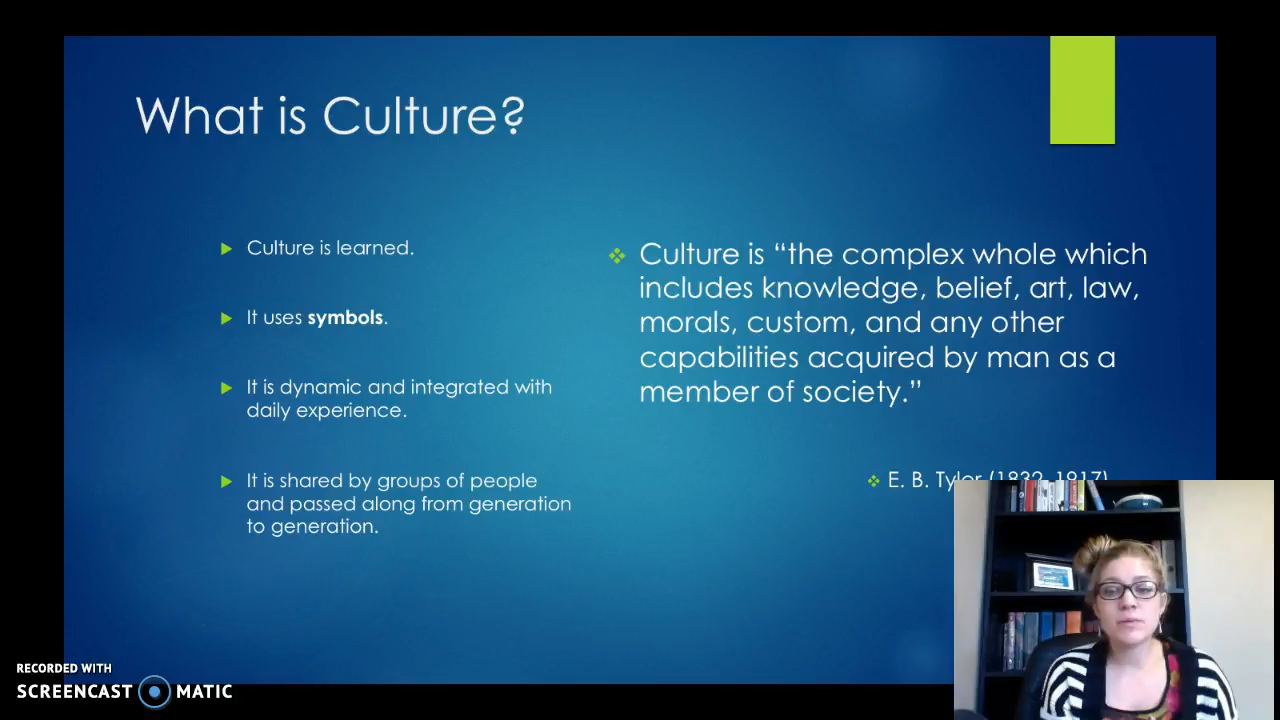 What is Culture?
Culture is learned.
It uses symbols.
It is dynamic and integrated with
daily experience.
It is shared by groups of people
and passed along from generation
to generation.
Culture is “the complex whole which
includes knowledge, belief, art, law,
morals, custom, and any other
capabilities acquired by man as a
member of society.”
E. B. Tylor (1832-1917)
RECORDED WITH
SCREENCAST MATIC